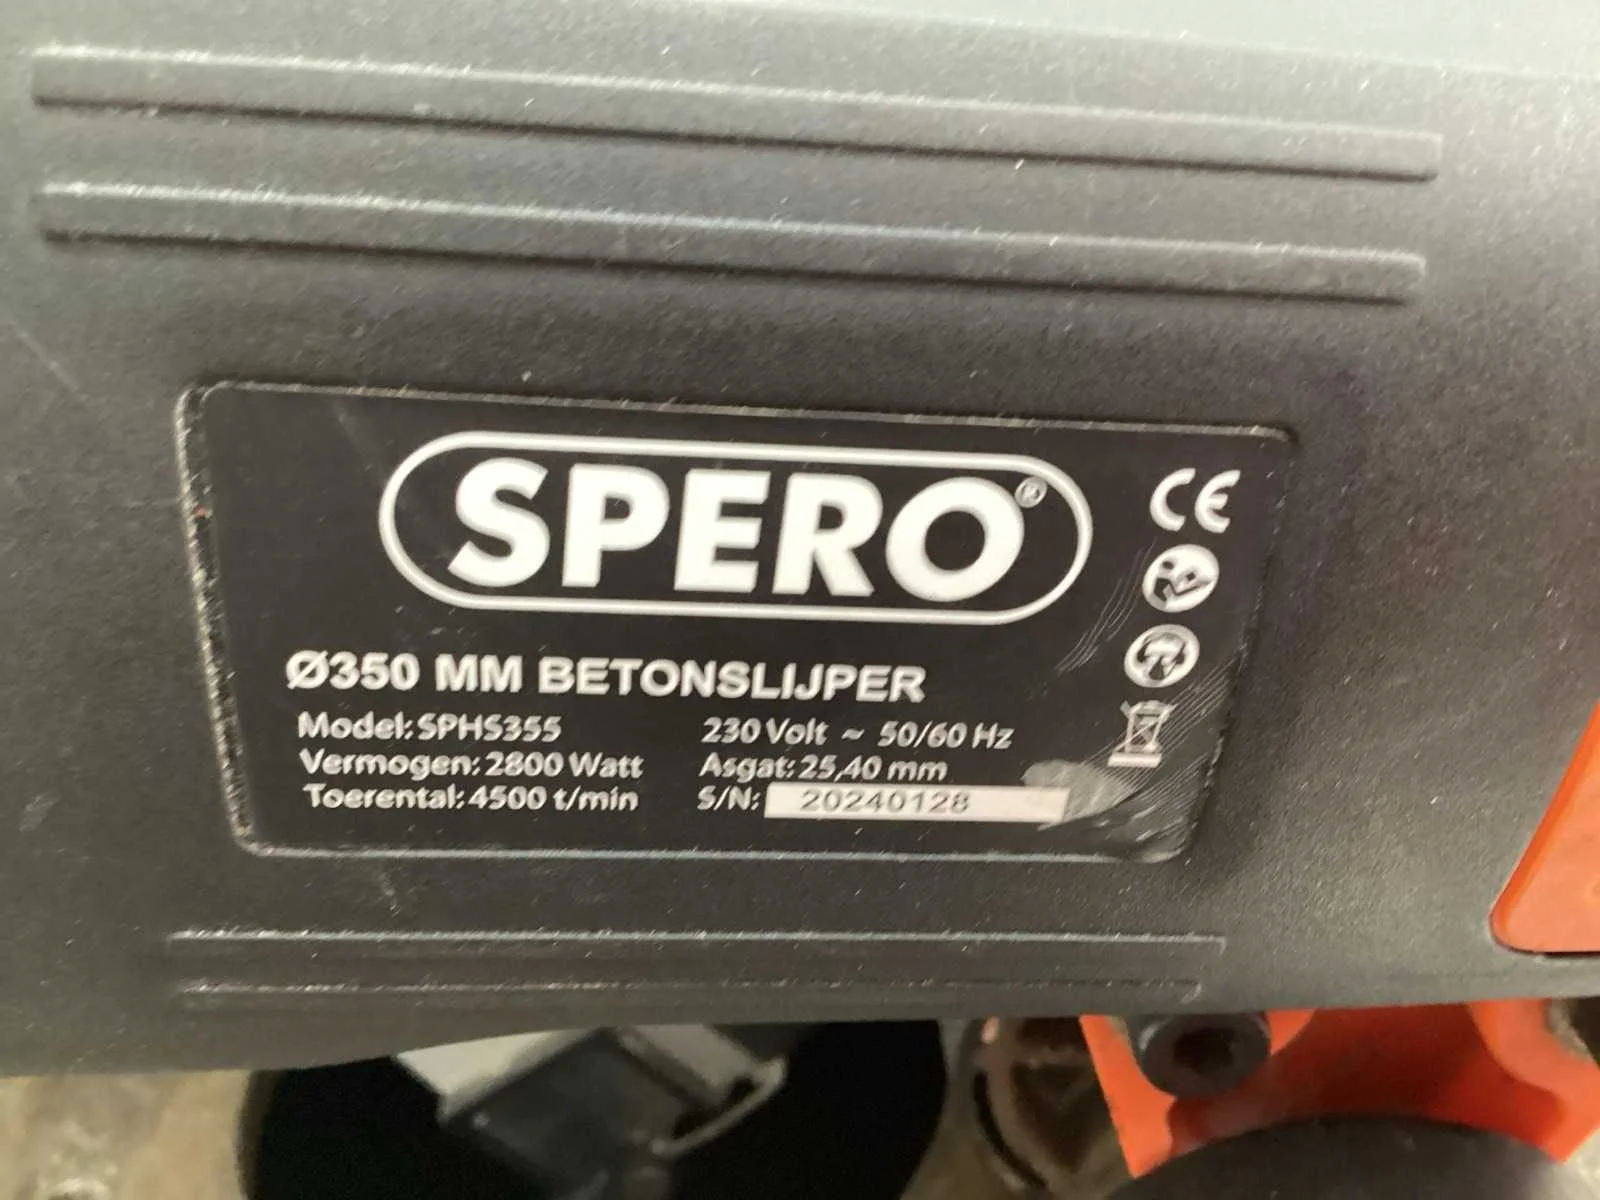 SPERO®
CE
Ø350 MM BETONSLIJPER
Model: SPHS355 230 Volt ~ 50/60 Hz
Vermogen: 2800 Watt Asgat: 25,40 mm
Toerental: 4500 t/min S/N: 20240128